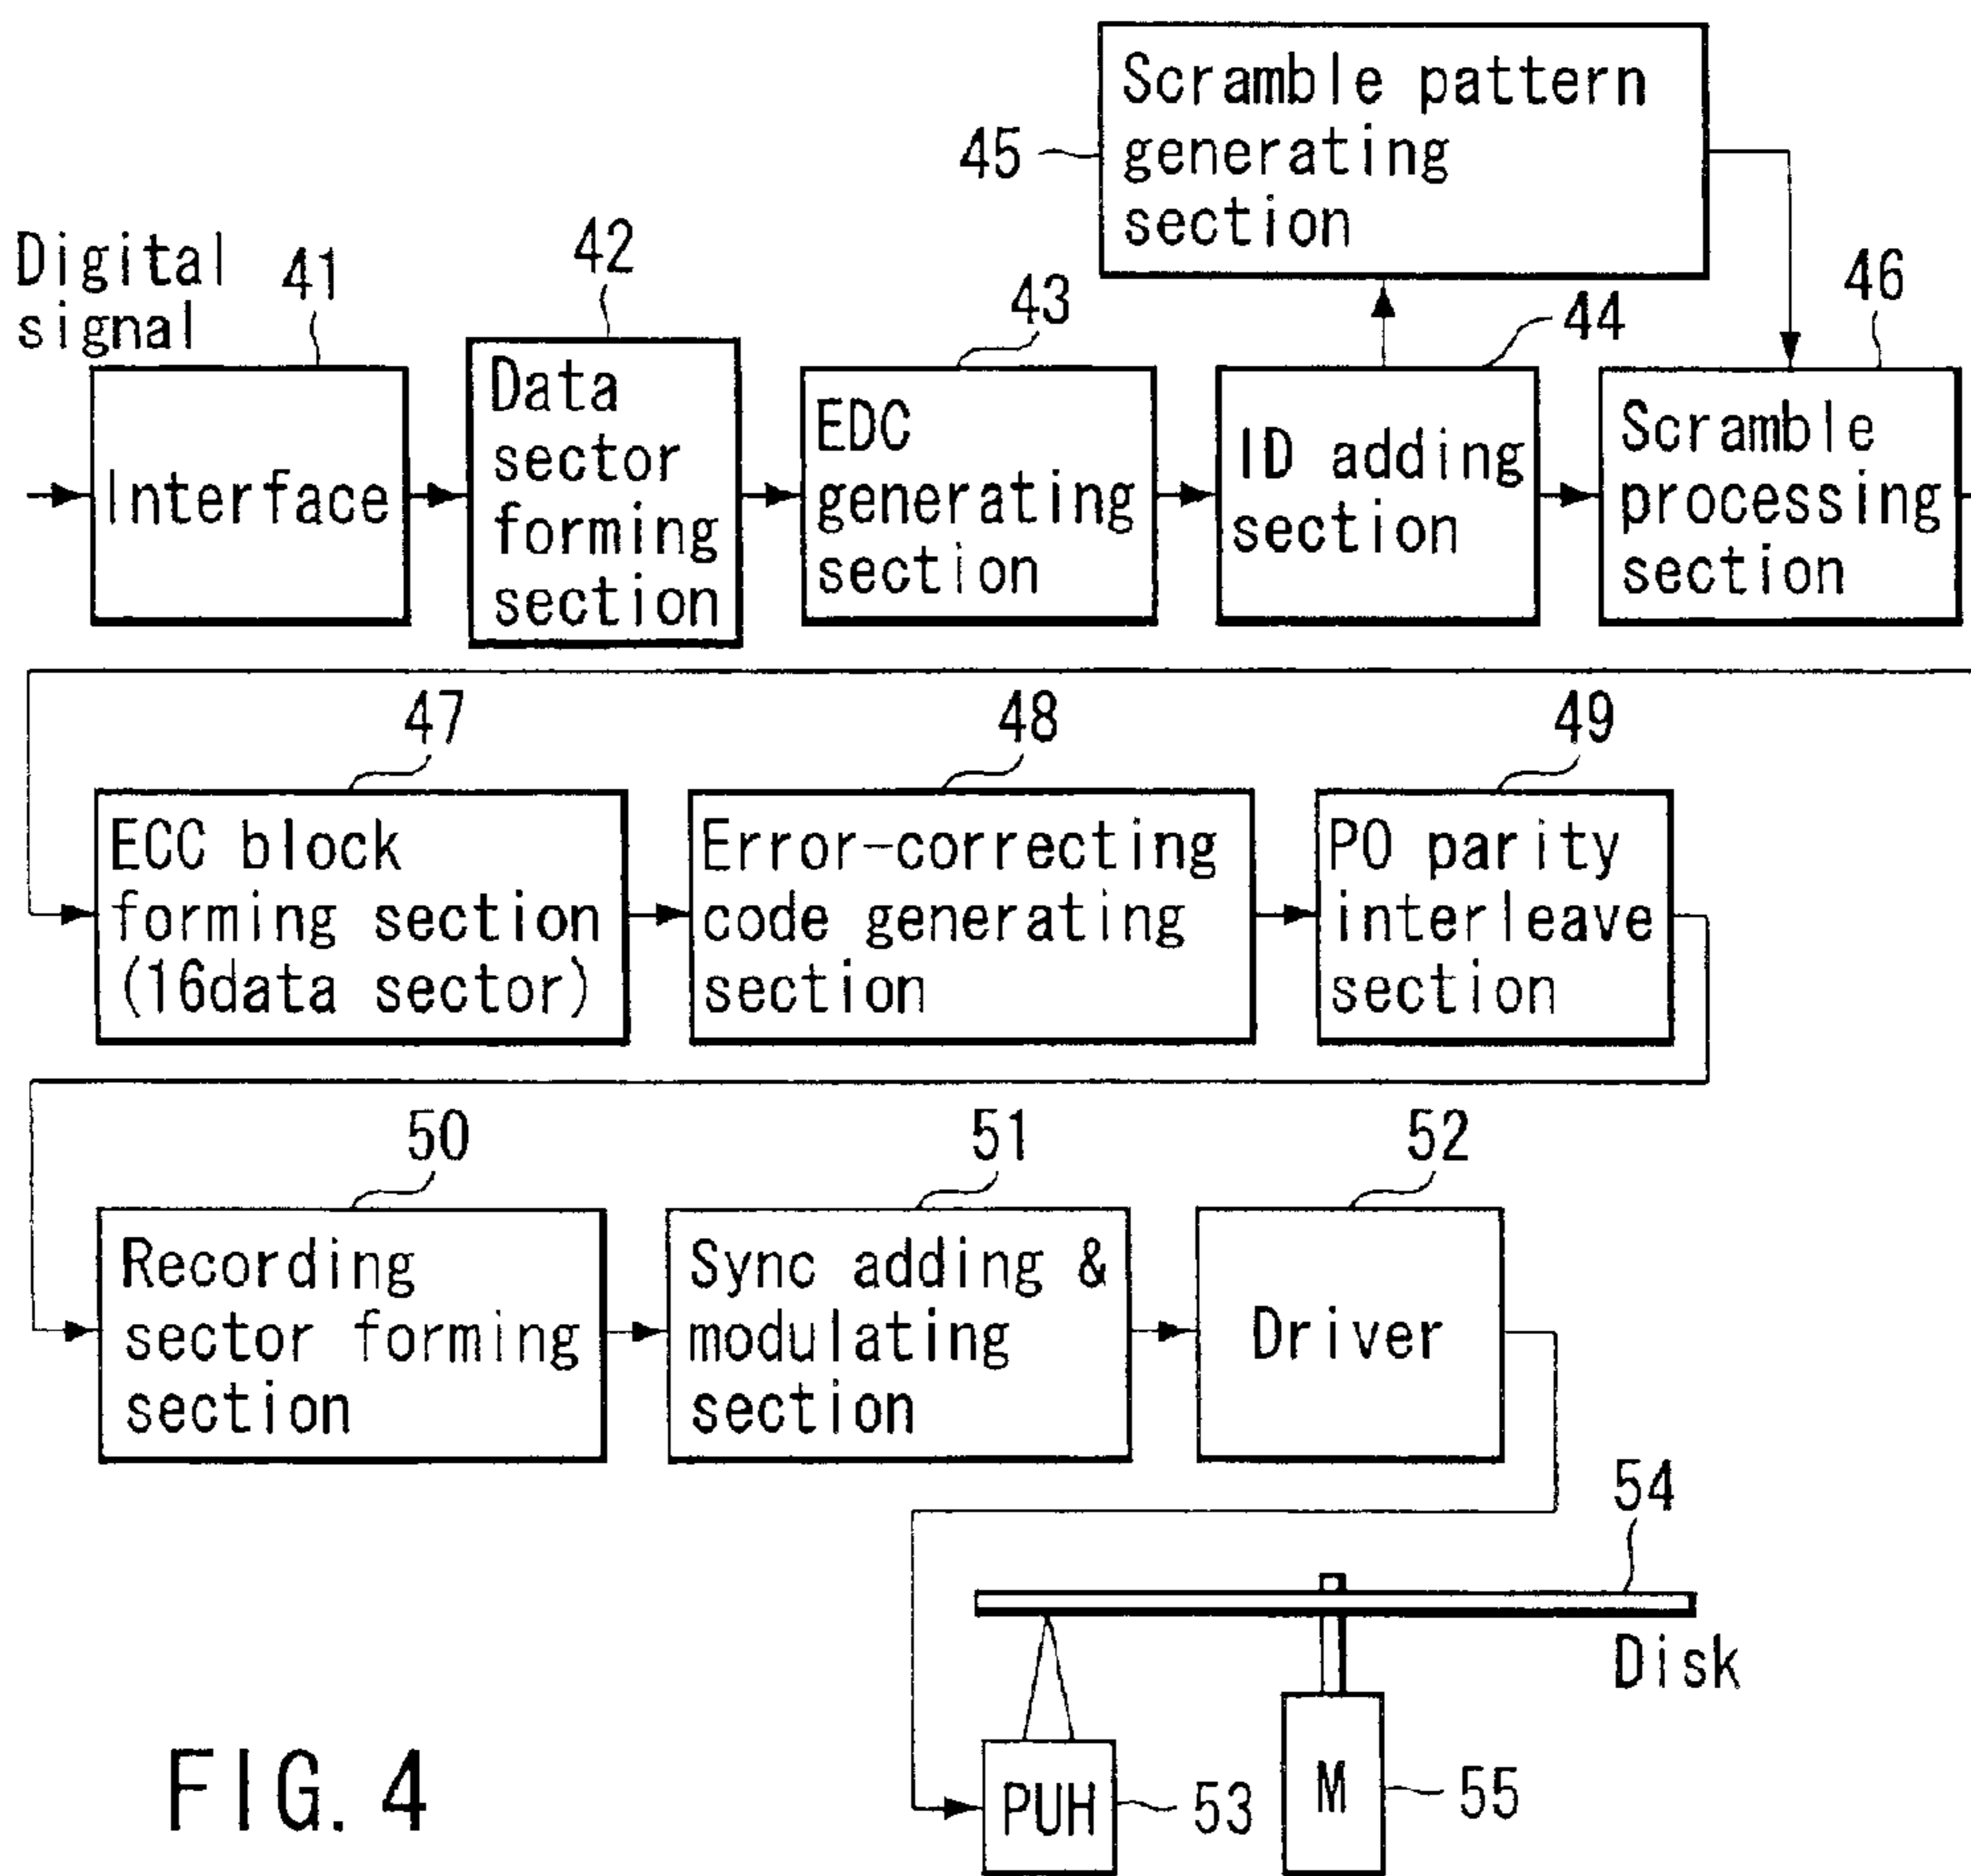 Scramble pattern
generating
section
45
Digital
signal
41
42
43
44
46
Interface
Data
sector
forming
section
EDC
generating
section
ID adding
section
Scramble
processing
section
47
48
49
ECC block
forming section
(16data sector)
Error-correcting
code generating
section
PO parity
interleave
section
50
51
52
Recording
sector forming
section
Sync adding &
modulating
section
Driver
54
Disk
PUH
53
M
55
FIG. 4